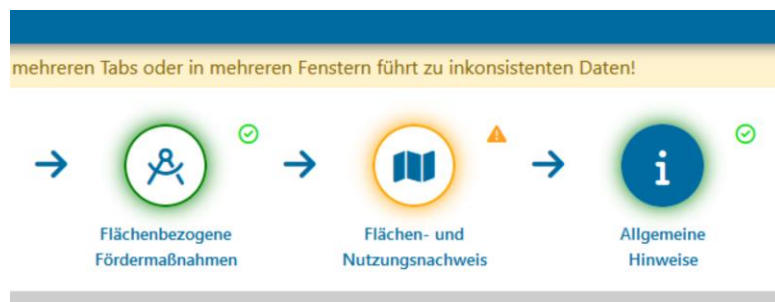 mehreren Tabs oder in mehreren Fenstern führt zu inkonsistenten Daten!
Flächenbezogene
Fördermaßnahmen
Flächen- und
Nutzungsnachweis
Allgemeine
Hinweise